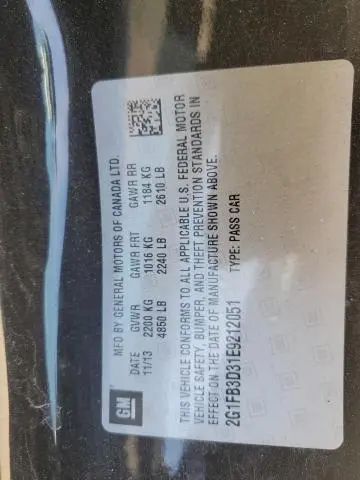 GM
MFD BY GENERAL MOTORS OF CANADA LTD.
DATE GVWR GAWR FRT GAWR RR
11/13 2200 KG 1016 KG 1184 KG
4850 LB 2240 LB 2610 LB
THIS VEHICLE CONFORMS TO ALL APPLICABLE U.S. FEDERAL MOTOR
VEHICLE SAFETY, BUMPER, AND THEFT PREVENTION STANDARDS IN
EFFECT ON THE DATE OF MANUFACTURE SHOWN ABOVE.
2G1FB3D31E9212051 TYPE: PASS CAR